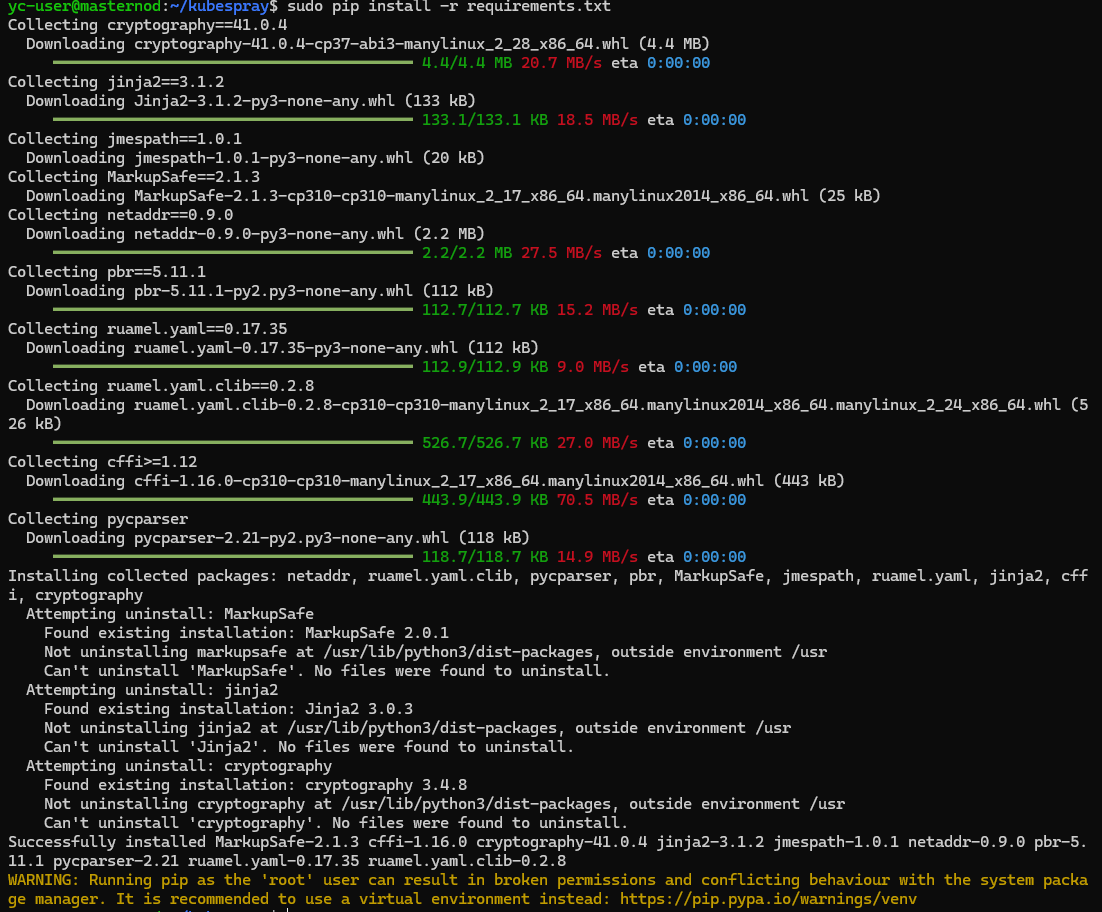 yc-user@masternod:~/kubespray$ sudo pip install -r requirements.txt
Collecting cryptography==41.0.4
  Downloading cryptography-41.0.4-cp37-abi3-manylinux_2_28_x86_64.whl (4.4 MB)
4.4/4.4 MB 20.7 MB/s eta 0:00:00
Collecting jinja2==3.1.2
  Downloading Jinja2-3.1.2-py3-none-any.whl (133 kB)
133.1/133.1 KB 18.5 MB/s eta 0:00:00
Collecting jmespath==1.0.1
  Downloading jmespath-1.0.1-py3-none-any.whl (20 kB)
Collecting MarkupSafe==2.1.3
  Downloading MarkupSafe-2.1.3-cp310-cp310-manylinux_2_17_x86_64.manylinux2014_x86_64.whl (25 kB)
Collecting netaddr==0.9.0
  Downloading netaddr-0.9.0-py3-none-any.whl (2.2 MB)
2.2/2.2 MB 27.5 MB/s eta 0:00:00
Collecting pbr==5.11.1
  Downloading pbr-5.11.1-py2.py3-none-any.whl (112 kB)
112.7/112.7 KB 15.2 MB/s eta 0:00:00
Collecting ruamel.yaml==0.17.35
  Downloading ruamel.yaml-0.17.35-py3-none-any.whl (112 kB)
112.9/112.9 KB 9.0 MB/s eta 0:00:00
Collecting ruamel.yaml.clib==0.2.8
  Downloading ruamel.yaml.clib-0.2.8-cp310-cp310-manylinux_2_17_x86_64.manylinux2014_x86_64.manylinux_2_24_x86_64.whl (5
26 kB)
526.7/526.7 KB 27.0 MB/s eta 0:00:00
Collecting cffi>=1.12
  Downloading cffi-1.16.0-cp310-cp310-manylinux_2_17_x86_64.manylinux2014_x86_64.whl (443 kB)
443.9/443.9 KB 70.5 MB/s eta 0:00:00
Collecting pycparser
  Downloading pycparser-2.21-py2.py3-none-any.whl (118 kB)
118.7/118.7 KB 14.9 MB/s eta 0:00:00
Installing collected packages: netaddr, ruamel.yaml.clib, pycparser, pbr, MarkupSafe, jmespath, ruamel.yaml, jinja2, cff
i, cryptography
  Attempting uninstall: MarkupSafe
    Found existing installation: MarkupSafe 2.0.1
    Not uninstalling markupsafe at /usr/lib/python3/dist-packages, outside environment /usr
    Can't uninstall 'MarkupSafe'. No files were found to uninstall.
  Attempting uninstall: jinja2
    Found existing installation: Jinja2 3.0.3
    Not uninstalling jinja2 at /usr/lib/python3/dist-packages, outside environment /usr
    Can't uninstall 'Jinja2'. No files were found to uninstall.
  Attempting uninstall: cryptography
    Found existing installation: cryptography 3.4.8
    Not uninstalling cryptography at /usr/lib/python3/dist-packages, outside environment /usr
    Can't uninstall 'cryptography'. No files were found to uninstall.
Successfully installed MarkupSafe-2.1.3 cffi-1.16.0 cryptography-41.0.4 jinja2-3.1.2 jmespath-1.0.1 netaddr-0.9.0 pbr-5.
11.1 pycparser-2.21 ruamel.yaml-0.17.35 ruamel.yaml.clib-0.2.8
WARNING: Running pip as the 'root' user can result in broken permissions and conflicting behaviour with the system packa
ge manager. It is recommended to use a virtual environment instead: https://pip.pypa.io/warnings/venv